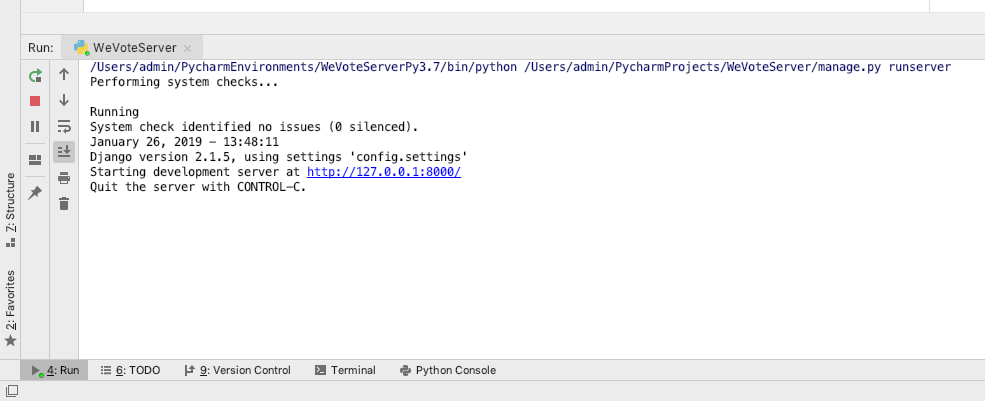 Run: WeVoteServer
/Users/admin/PycharmEnvironments/WeVoteServerPy3.7/bin/python /Users/admin/PycharmProjects/WeVoteServer/manage.py runserver
Performing system checks...
Running
System check identified no issues (0 silenced).
January 26, 2019 - 13:48:11
Django version 2.1.5, using settings 'config.settings'
Starting development server at http://127.0.0.1:8000/
Quit the server with CONTROL-C.
7: Structure
2: Favorites
4: Run 6: TODO 9: Version Control Terminal Python Console